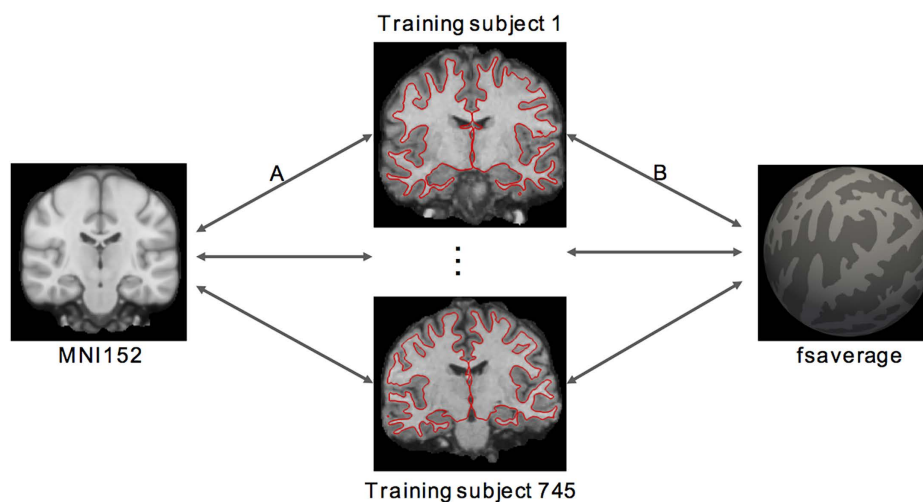 Training subject 1
A
B
MNI152
fsaverage
Training subject 745